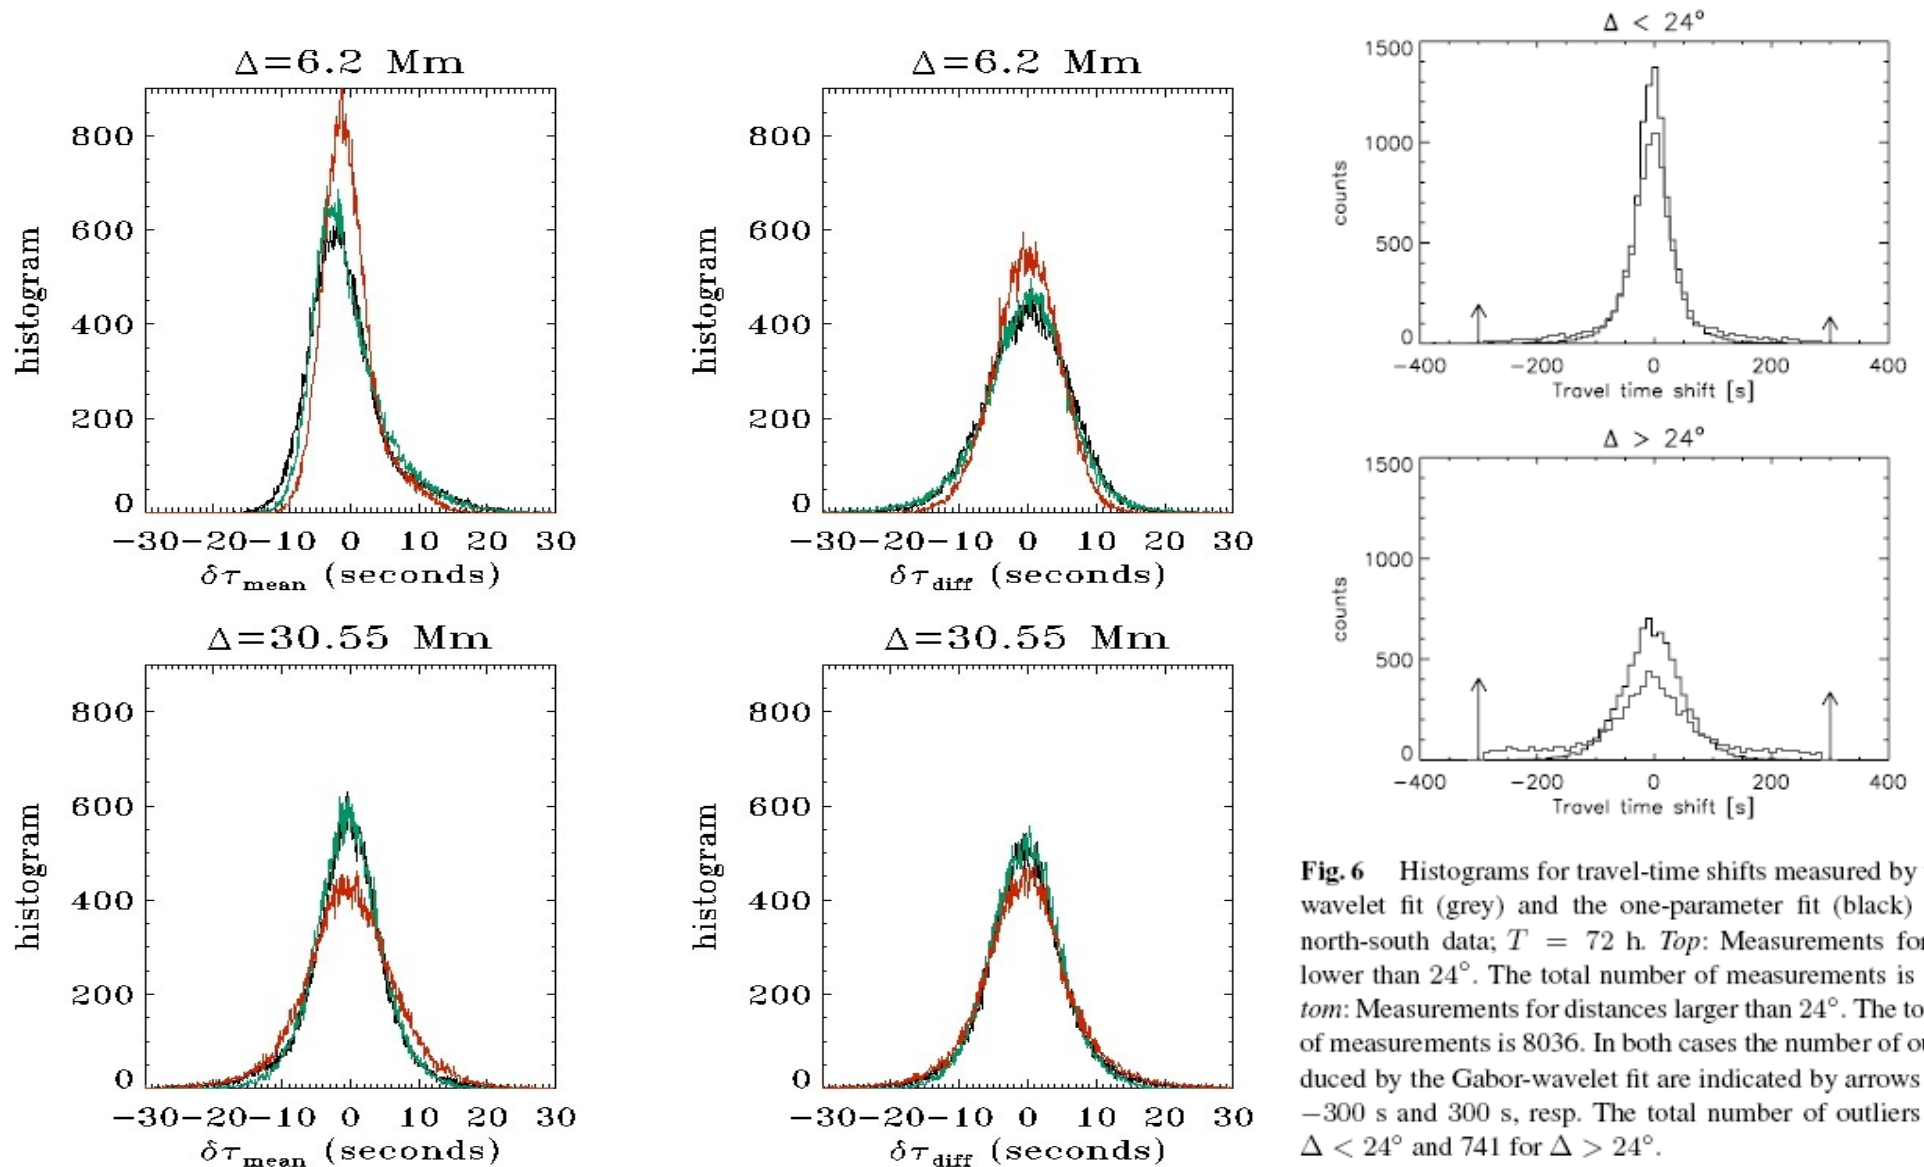 Δ=6.2 Mm
histogram
800
600
400
200
0
−30−20−10 0 10 20 30
δτmean (seconds)
Δ=6.2 Mm
histogram
800
600
400
200
0
−30−20−10 0 10 20 30
δτdiff (seconds)
Δ=30.55 Mm
histogram
800
600
400
200
0
−30−20−10 0 10 20 30
δτmean (seconds)
Δ=30.55 Mm
histogram
800
600
400
200
0
−30−20−10 0 10 20 30
δτdiff (seconds)
Δ < 24°
counts
1500
1000
500
0
−400 −200 0 200 400
Travel time shift [s]
Δ > 24°
counts
1500
1000
500
0
−400 −200 0 200 400
Travel time shift [s]
Fig. 6 Histograms for travel-time shifts measured by
wavelet fit (grey) and the one-parameter fit (black)
north-south data; T = 72 h. Top: Measurements for
lower than 24°. The total number of measurements is
tom: Measurements for distances larger than 24°. The to
of measurements is 8036. In both cases the number of ou
duced by the Gabor-wavelet fit are indicated by arrows
−300 s and 300 s, resp. The total number of outliers
Δ < 24° and 741 for Δ > 24°.